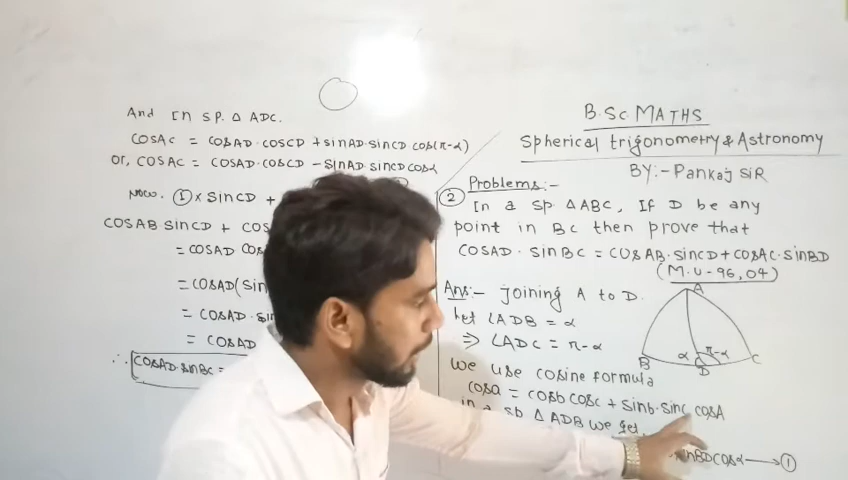 B.Sc. MATHS
Spherical trigonometry & Astronomy
BY:- Pankaj SiR
② Problems:-
In a sp. Δ ABC, If D be any
point in BC then prove that
COSAD · sinBC = COSAB · sinCD + COSAC · sinBD
(M.U - 96, 04)
Ans:- Joining A to D.
let ∠ADB = α
⇒ ∠ADC = π-α
We use cosine formula
cosa = cosb cosc + sinb · sinc cosA
in a sp Δ ADB we get
sinBD cosα → ①
A
B
α
π-α
D
C
And In SP. Δ ADC.
COSAC = COSAD · COSCD + sinAD · sinCD cos(π-α)
or, COSAC = COSAD · COSCD - sinAD · sinCD cosα
Now. ① × sinCD +
COSAB sinCD + COS
= COSAD COS
= COSAD (sin
= COSAD · sin
= COSAD
∴ COSAD · sinBC =